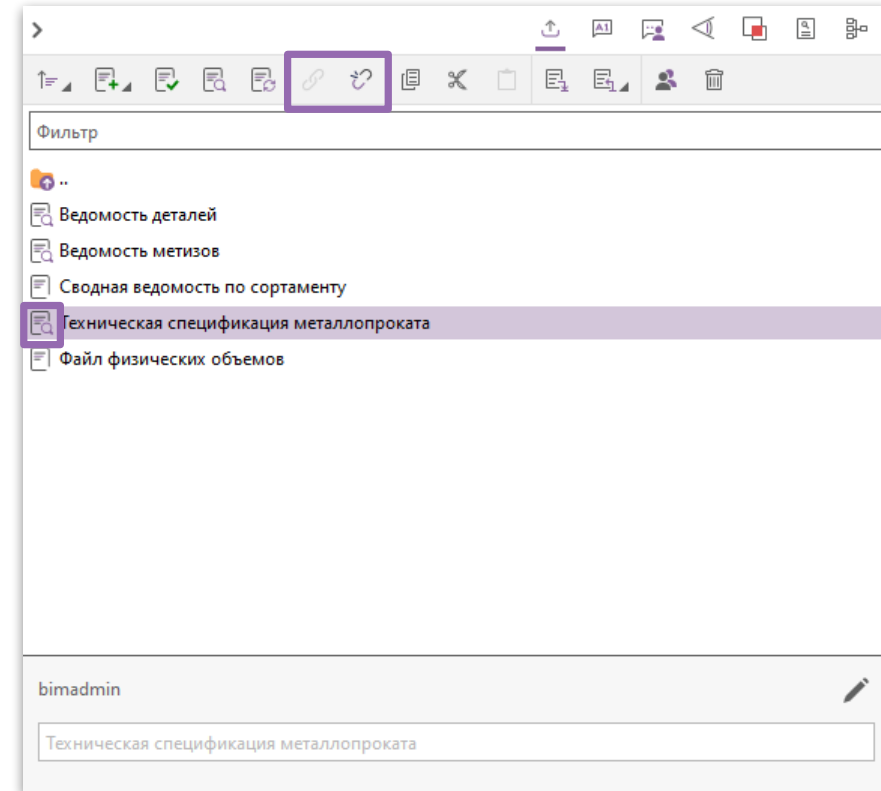 A1
Фильтр
..
Ведомость деталей
Ведомость метизов
Сводная ведомость по сортаменту
Техническая спецификация металлопроката
Файл физических объемов
bimadmin
Техническая спецификация металлопроката